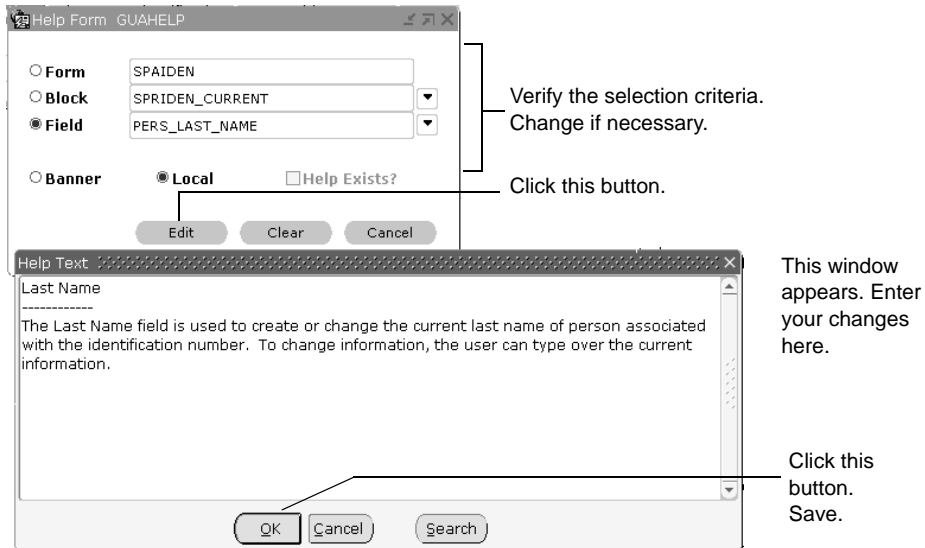 Help Form GUAHELP
Form SPAIDEN
Block SPRIDEN_CURRENT
Field PERS_LAST_NAME
Banner Local Help Exists?
Edit Clear Cancel
Verify the selection criteria.
Change if necessary.
Click this button.
Help Text
Last Name
------------
The Last Name field is used to create or change the current last name of person associated
with the identification number. To change information, the user can type over the current
information.
OK Cancel Search
This window
appears. Enter
your changes
here.
Click this
button.
Save.